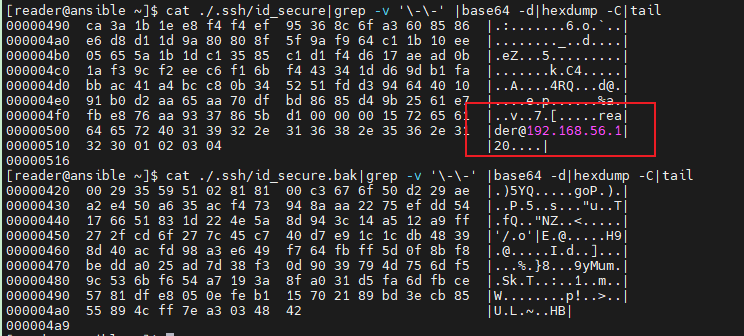 [reader@ansible ~]$ cat ./.ssh/id_secure|grep -v '\-\-' |base64 -d|hexdump -C|tail
00000490  ca 3a 1b 1e e8 f4 f4 ef  95 36 8c 6f a3 60 85 86  |.:.......6.o.`..|
000004a0  e6 d8 d1 1d 9a 80 80 8f  5f 9a f9 64 c1 1b 10 ee  |........_..d....|
000004b0  05 65 5a 1b 1d c1 35 85  c1 d1 f4 d6 17 ae ad 0b  |.eZ...5.........|
000004c0  1a f3 9c f2 ee c6 f1 6b  f4 43 34 1d d6 9d b1 fa  |.......k.C4.....|
000004d0  bb ac 41 a4 bc c8 0b 34  52 51 fd d3 94 64 40 10  |..A....4RQ...d@.|
000004e0  91 b0 d2 aa 65 aa 70 df  bd 86 85 d4 9b 25 61 e7  |....e.p......%a.|
000004f0  fb e8 76 aa 93 37 86 5b  d1 00 00 00 15 72 65 61  |..v..7.[.....rea|
00000500  64 65 72 40 31 39 32 2e  31 36 38 2e 35 36 2e 31  |der@192.168.56.1|
00000510  32 30 01 02 03 04                                 |20....|
00000516
[reader@ansible ~]$ cat ./.ssh/id_secure.bak|grep -v '\-\-' |base64 -d|hexdump -C|tail
00000420  00 29 35 59 51 02 81 81  00 c3 67 6f 50 d2 29 ae  |.)5YQ.....goP.).|
00000430  a2 e4 50 a6 35 ac f4 73  94 8a aa 22 75 ef dd 54  |..P.5..s..."u..T|
00000440  17 66 51 83 1d 22 4e 5a  8d 94 3c 14 a5 12 a9 ff  |.fQ.."NZ..<.....|
00000450  27 2f cd 6f 27 7c 45 c7  40 d7 e9 1c 1c db 48 39  |'/.o'|E.@.....H9|
00000460  8d 40 ac fd 98 a3 e6 49  f7 64 fb ff 5d 0f 8b f8  |.@.....I.d..]...|
00000470  be dd a0 25 ad 7d 38 f3  0d 90 39 79 4d 75 6d f5  |...%.}8...9yMum.|
00000480  9c 53 6b f6 54 a7 19 3a  8f a0 31 d5 fa 6d fb ce  |.Sk.T..:..1..m..|
00000490  57 81 df e8 05 0e fe b1  15 70 21 89 bd 3e cb 85  |W........p!..>..|
000004a0  55 89 4c ff 7e a3 03 48  42                       |U.L.~..HB|
000004a9